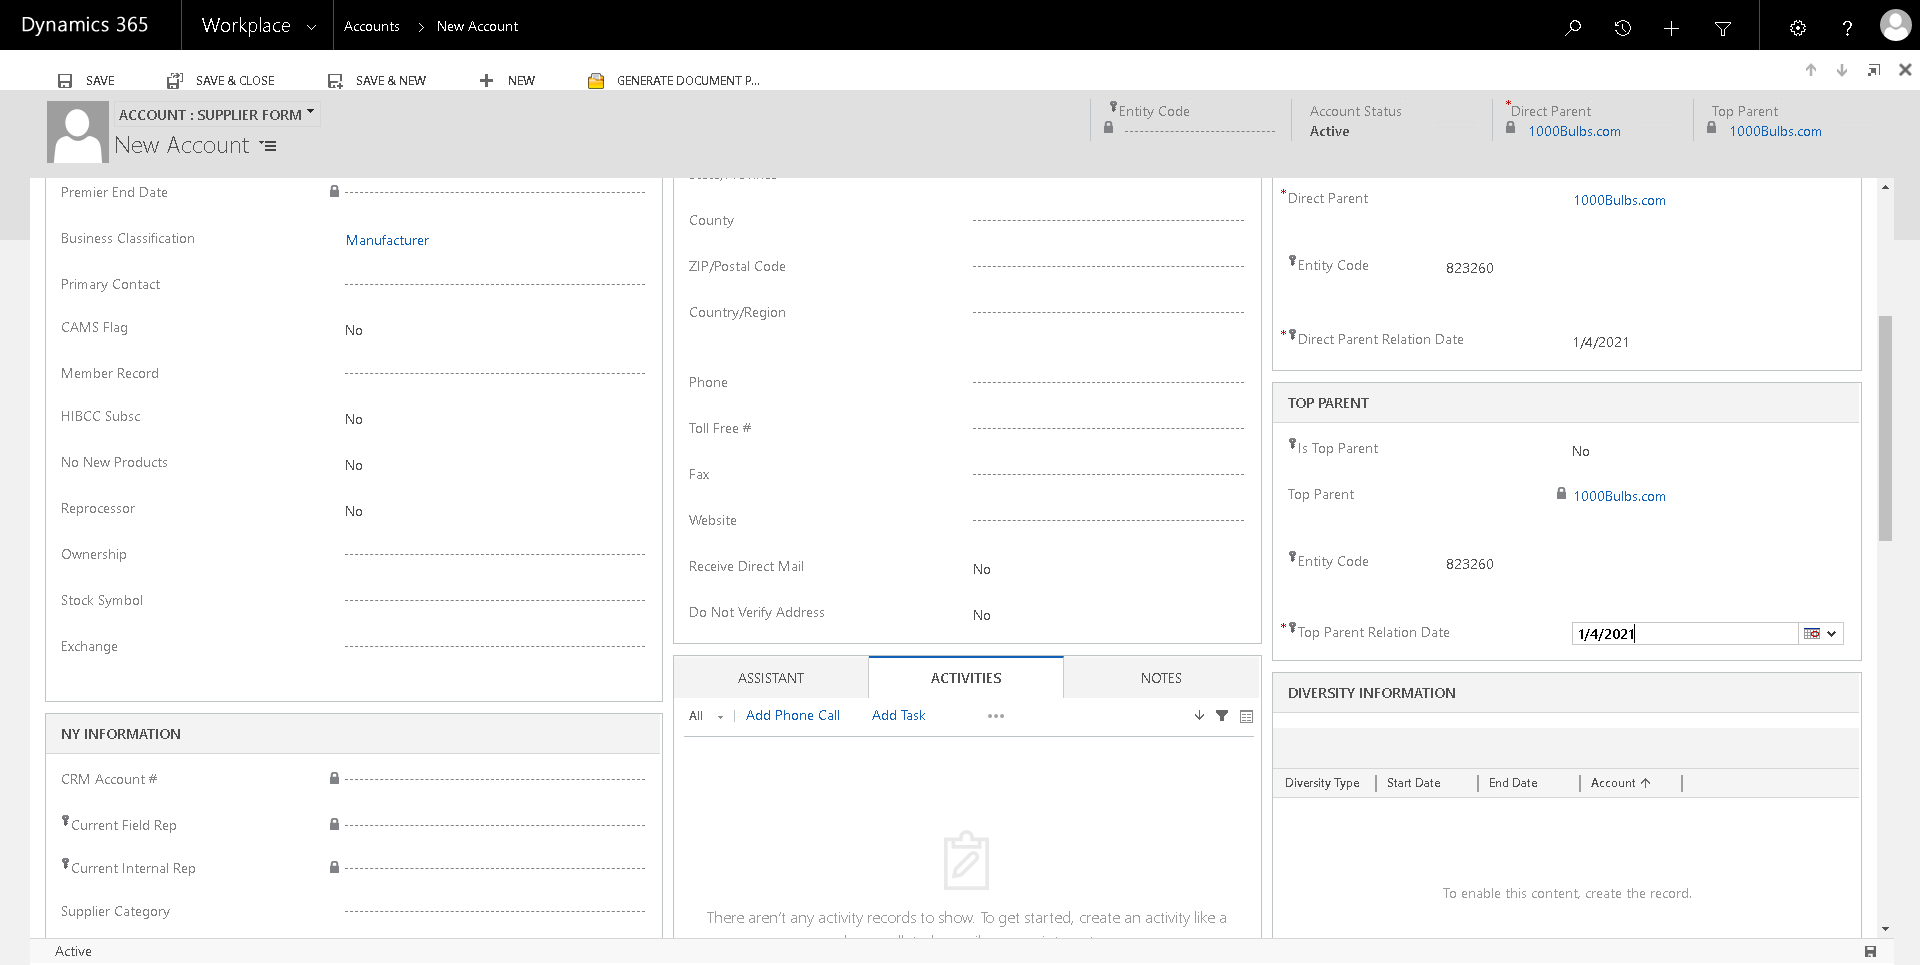 Dynamics 365 Workplace Accounts > New Account
SAVE SAVE & CLOSE SAVE & NEW NEW GENERATE DOCUMENT P...
ACCOUNT : SUPPLIER FORM
New Account
Entity Code
Account Status
Active
*Direct Parent
1000Bulbs.com
Top Parent
1000Bulbs.com
Premier End Date
Business Classification Manufacturer
Primary Contact
CAMS Flag No
Member Record
HIBCC Subsc No
No New Products No
Reprocessor No
Ownership
Stock Symbol
Exchange
NY INFORMATION
CRM Account #
Current Field Rep
Current Internal Rep
Supplier Category
County
ZIP/Postal Code
Country/Region
Phone
Toll Free #
Fax
Website
Receive Direct Mail No
Do Not Verify Address No
ASSISTANT ACTIVITIES NOTES
All Add Phone Call Add Task
There aren't any activity records to show. To get started, create an activity like a
*Direct Parent 1000Bulbs.com
Entity Code 823260
*Direct Parent Relation Date 1/4/2021
TOP PARENT
Is Top Parent No
Top Parent 1000Bulbs.com
Entity Code 823260
*Top Parent Relation Date 1/4/2021
DIVERSITY INFORMATION
Diversity Type Start Date End Date Account ↑
To enable this content, create the record.
Active